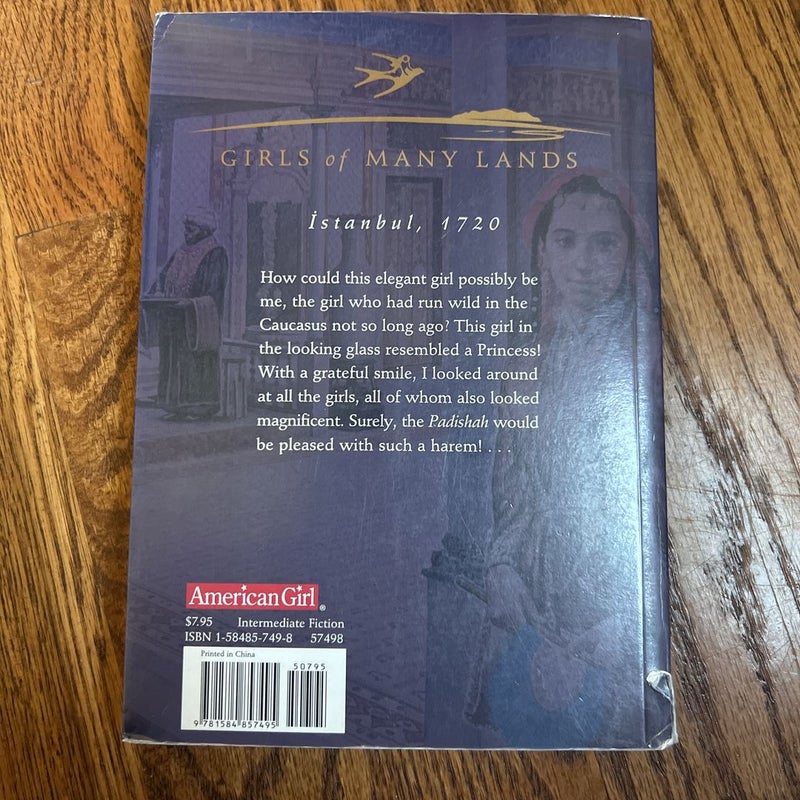 GIRLS of MANY LANDS
İstanbul, 1720
How could this elegant girl possibly be
me, the girl who had run wild in the
Caucasus not so long ago? This girl in
the looking glass resembled a Princess!
With a grateful smile, I looked around
at all the girls, all of whom also looked
magnificent. Surely, the Padishah would
be pleased with such a harem! . . .
American Girl®
$7.95 Intermediate Fiction
ISBN 1-58485-749-8 57498
Printed in China
50795
9 781584 857495